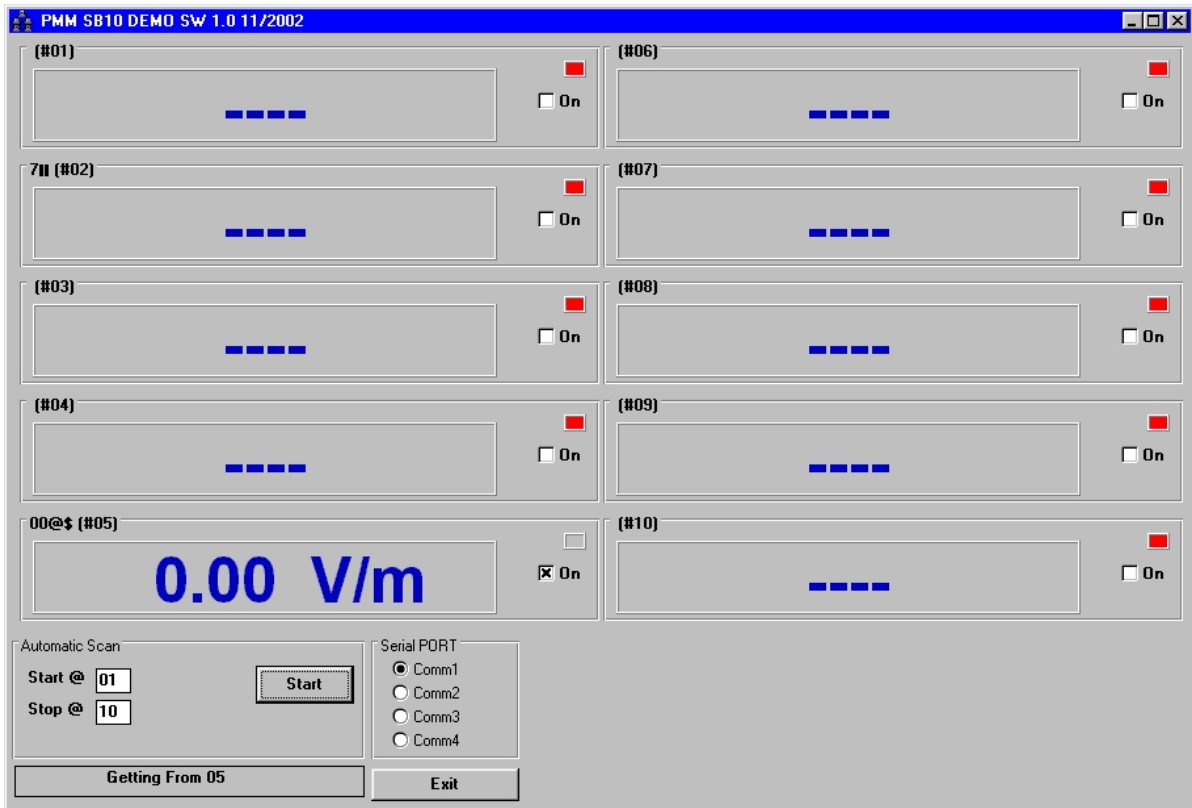 PMM SB10 DEMO SW 1.0 11/2002
(#01)
----
On
7II (#02)
----
On
(#03)
----
On
(#04)
----
On
00@$ (#05)
0.00 V/m
On
(#06)
----
On
(#07)
----
On
(#08)
----
On
(#09)
----
On
(#10)
----
On
Automatic Scan
Start @ 01
Stop @ 10
Start
Serial PORT
Comm1
Comm2
Comm3
Comm4
Getting From 05
Exit